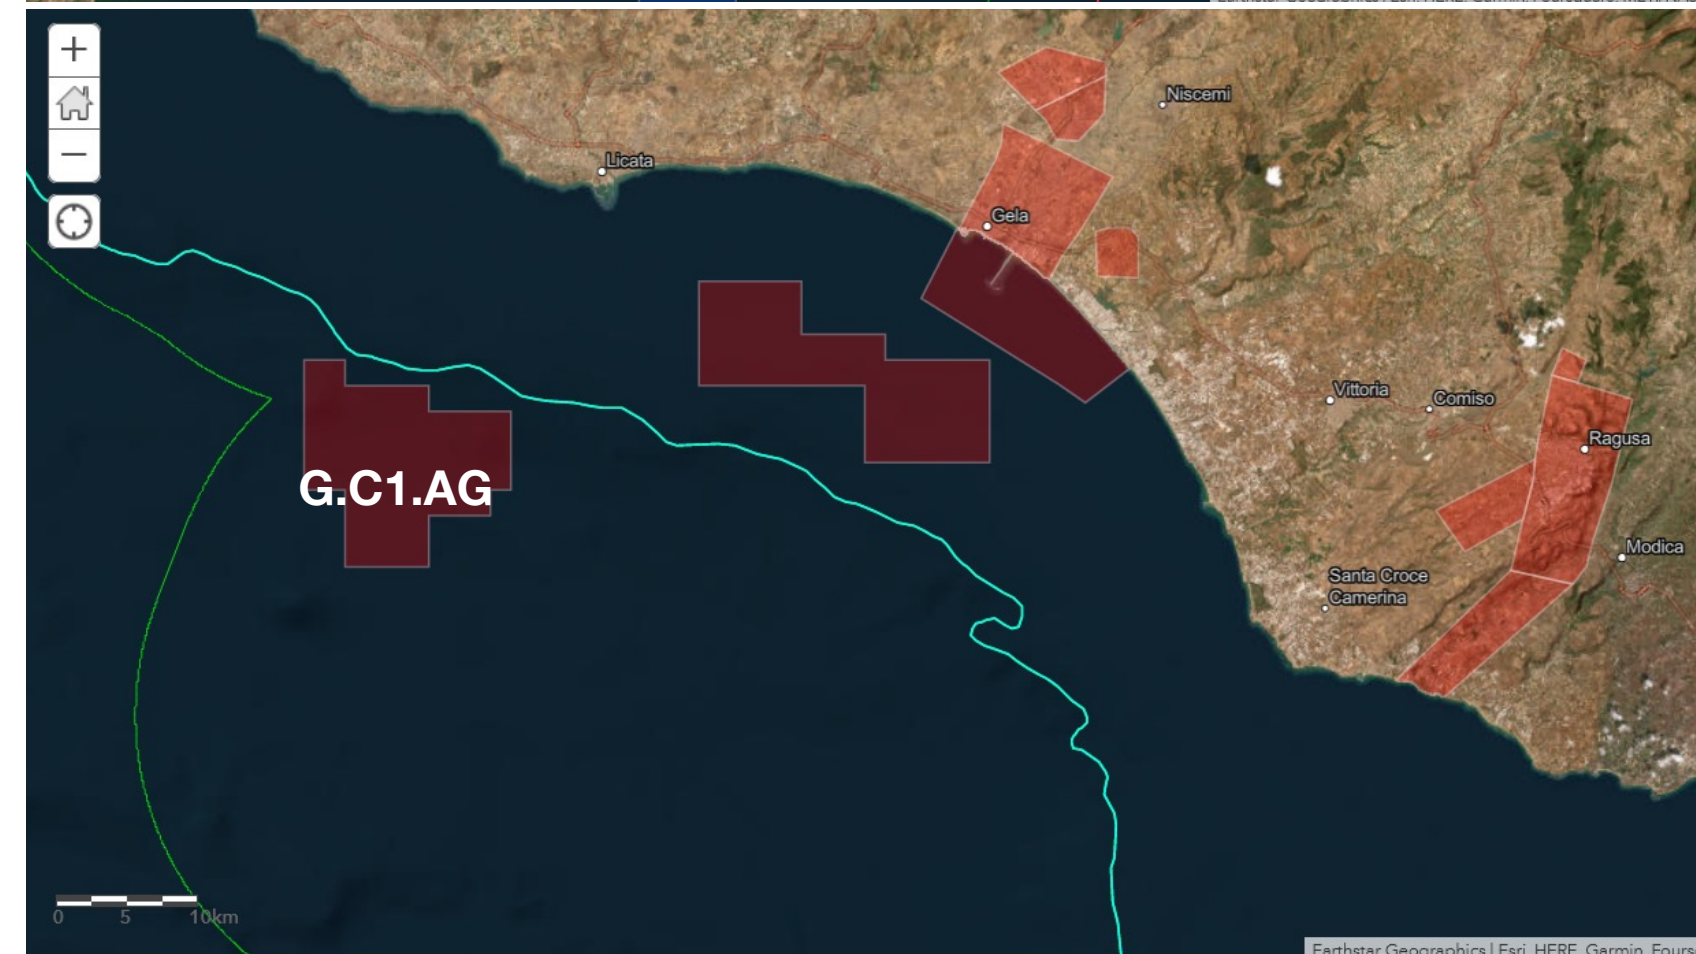 +
−
Niscemi
Licata
Gela
Vittoria
Comiso
Ragusa
G.C1.AG
Modica
Santa Croce
Camerina
0 5 10km
Earthstar Geographics | Esri, HERE, Garmin, Fours